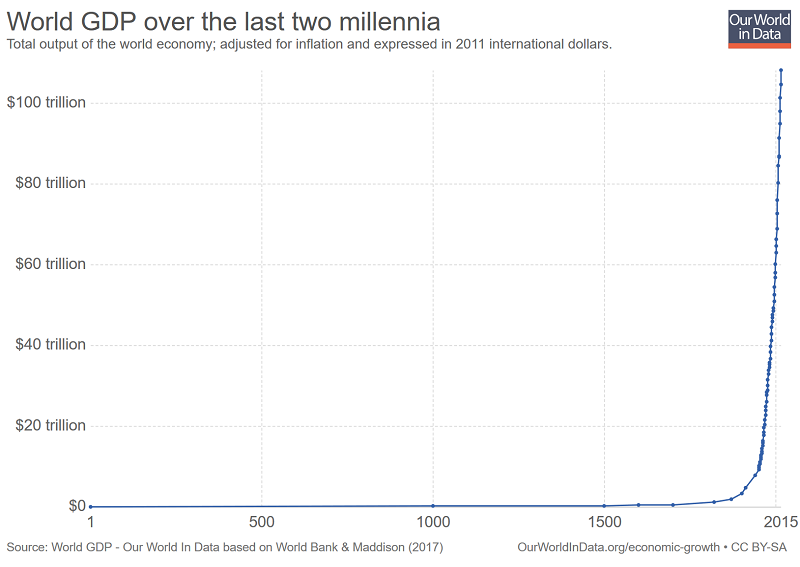 World GDP over the last two millennia
Our World
in Data
Total output of the world economy; adjusted for inflation and expressed in 2011 international dollars.
$100 trillion
$80 trillion
$60 trillion
$40 trillion
$20 trillion
$0
1 500 1000 1500 2015
Source: World GDP - Our World In Data based on World Bank & Maddison (2017)
OurWorldInData.org/economic-growth • CC BY-SA